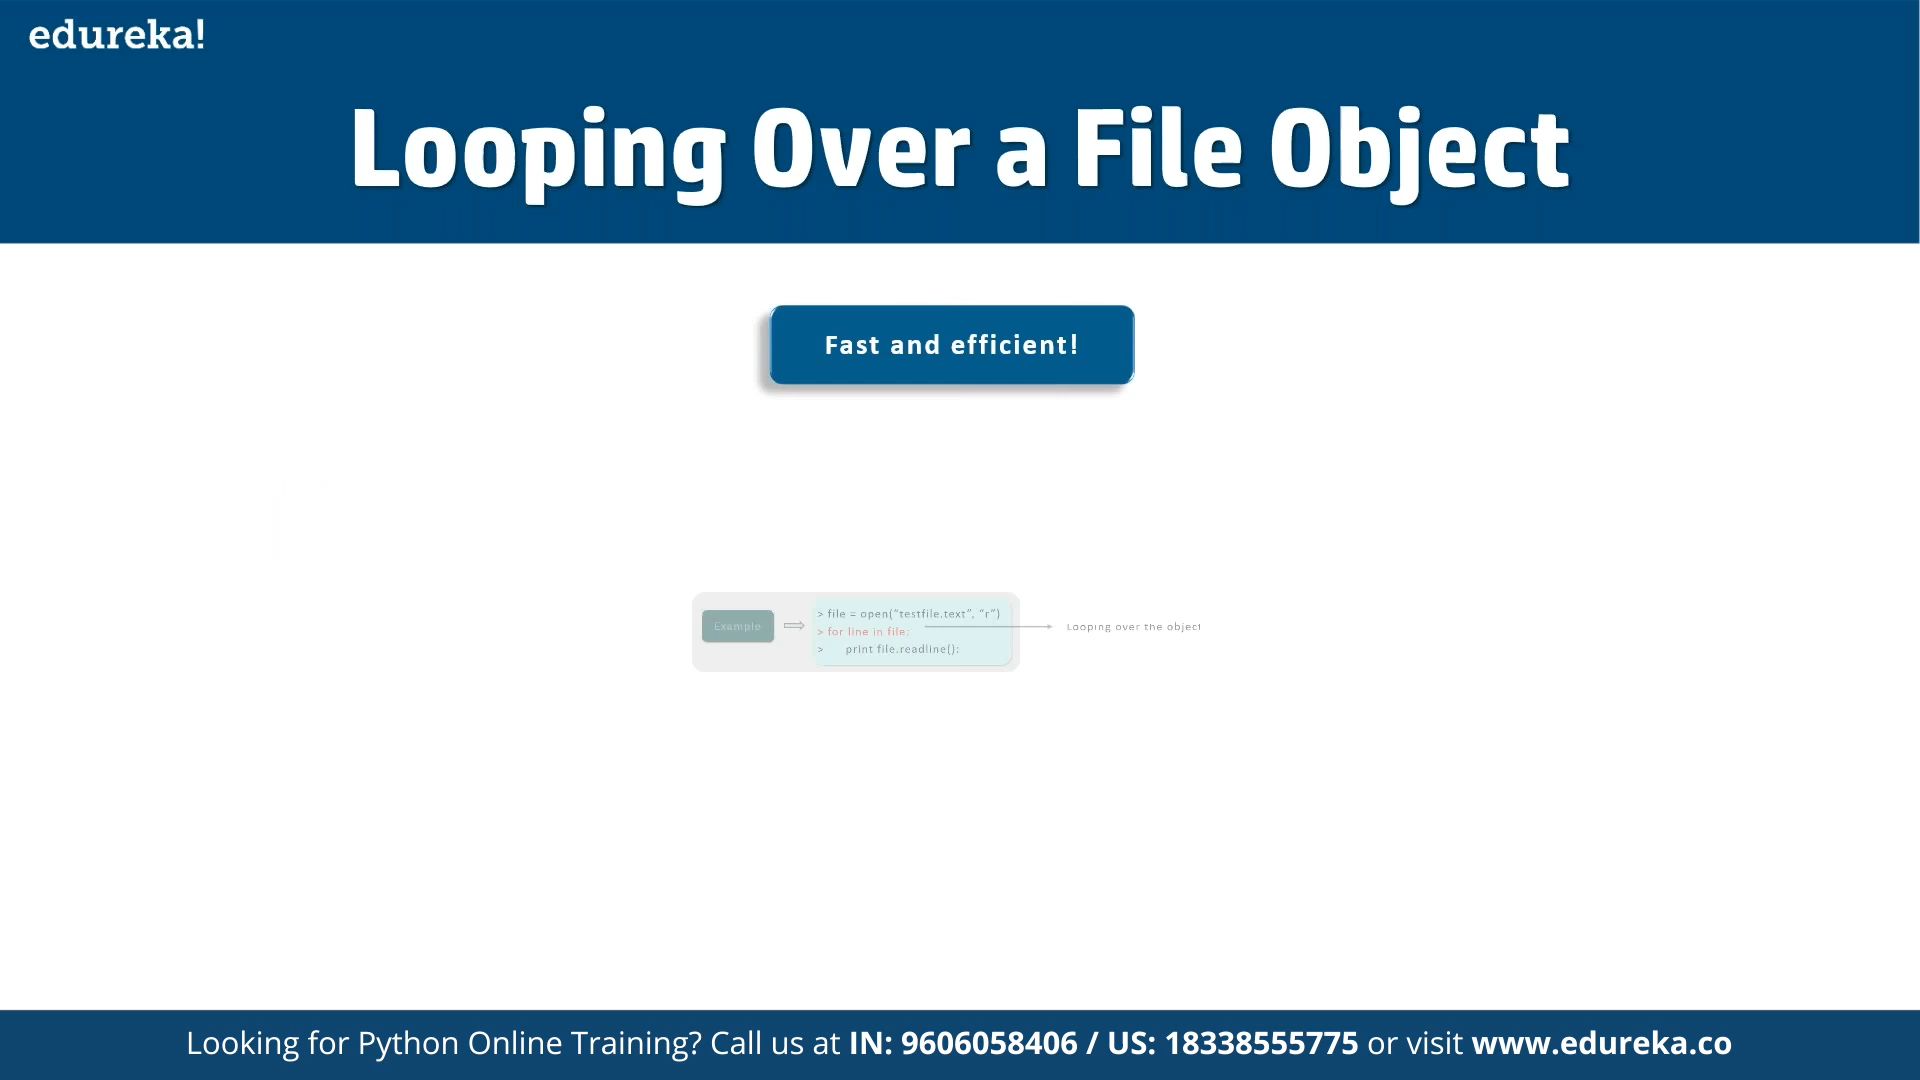 edureka!
Looping Over a File Object
Fast and efficient!
Example
> file = open(“testfile.text”, “r”)
> for line in file:
> print file.readline():
Looping over the object
Looking for Python Online Training? Call us at IN: 9606058406 / US: 18338555775 or visit www.edureka.co